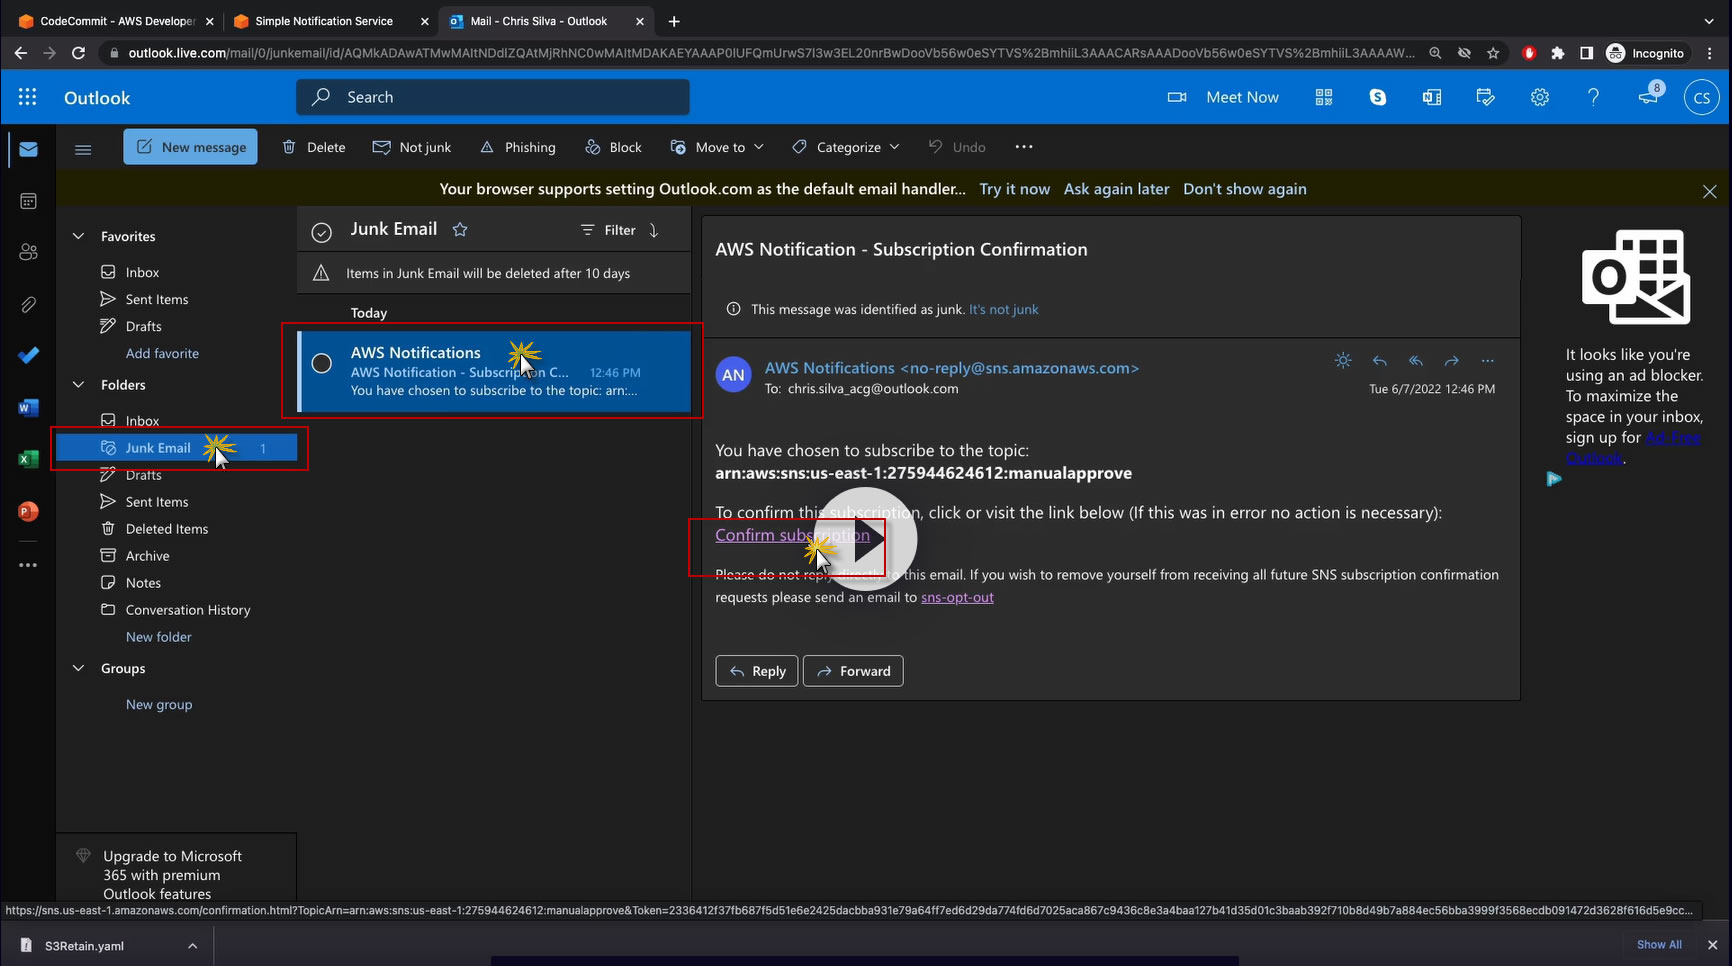 CodeCommit - AWS Developer
Simple Notification Service
Mail - Chris Silva - Outlook
outlook.live.com/mail/0/junkemail/id/
Incognito
Outlook
Search
Meet Now
8
CS
New message
Delete
Not junk
Phishing
Block
Move to
Categorize
Undo
Your browser supports setting Outlook.com as the default email handler... Try it now Ask again later Don't show again
Favorites
Inbox
Sent Items
Drafts
Add favorite
Folders
Inbox
Junk Email 1
Drafts
Sent Items
Deleted Items
Archive
Notes
Conversation History
New folder
Groups
New group
Upgrade to Microsoft
365 with premium
Outlook features
Junk Email
Filter
Items in Junk Email will be deleted after 10 days
Today
AWS Notifications
AWS Notification - Subscription C... 12:46 PM
You have chosen to subscribe to the topic: arn:...
AWS Notification - Subscription Confirmation
This message was identified as junk. It's not junk
AN
AWS Notifications <no-reply@sns.amazonaws.com>
To: chris.silva_acg@outlook.com
Tue 6/7/2022 12:46 PM
You have chosen to subscribe to the topic:
arn:aws:sns:us-east-1:275944624612:manualapprove
To confirm this subscription, click or visit the link below (If this was in error no action is necessary):
Confirm subscription
Please do not reply directly to this email. If you wish to remove yourself from receiving all future SNS subscription confirmation
requests please send an email to sns-opt-out
Reply
Forward
It looks like you're
using an ad blocker.
To maximize the
space in your inbox,
sign up for Ad-Free
Outlook.
https://sns.us-east-1.amazonaws.com/confirmation.html?TopicArn=arn:aws:sns:us-east-1:275944624612:manualapprove&Token=
S3Retain.yaml
Show All